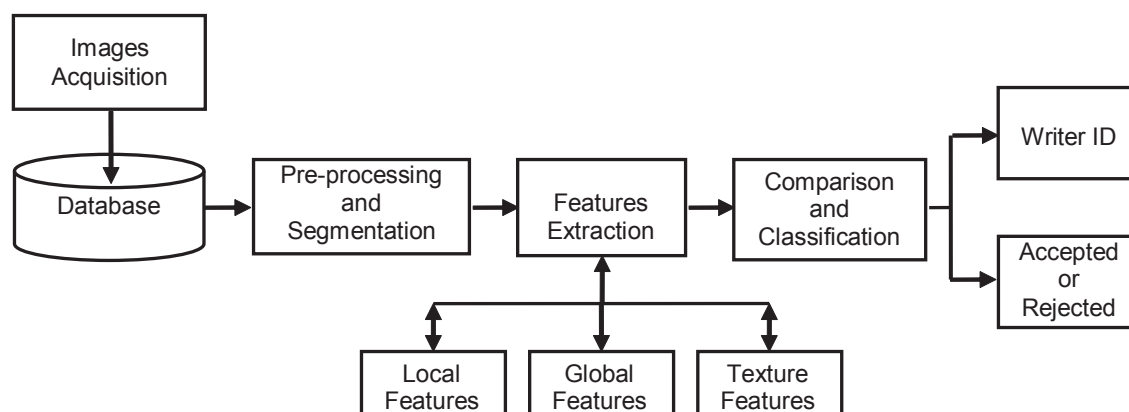 Images
Acquisition
Database
Pre-processing
and
Segmentation
Features
Extraction
Comparison
and
Classification
Writer ID
Accepted
or
Rejected
Local
Features
Global
Features
Texture
Features